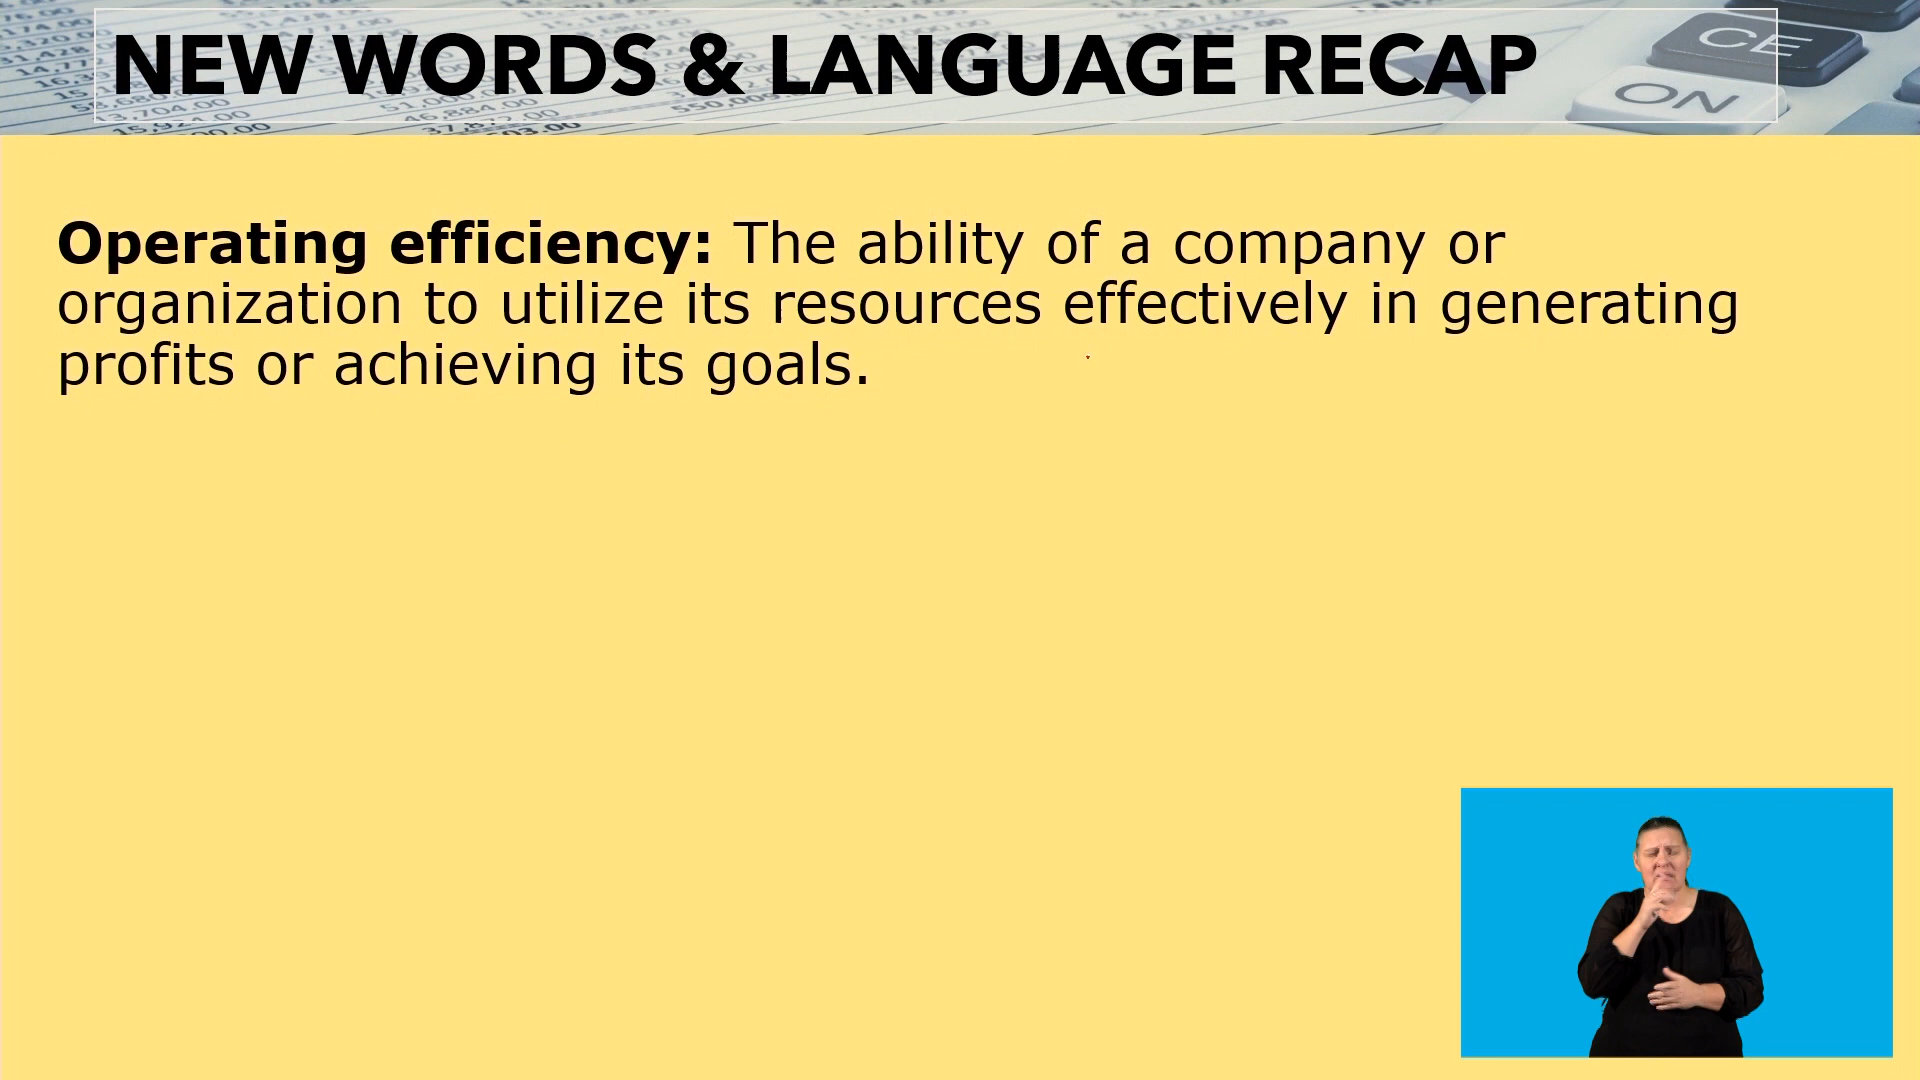 NEW WORDS & LANGUAGE RECAP
CE
ON
Operating efficiency: The ability of a company or
organization to utilize its resources effectively in generating
profits or achieving its goals.